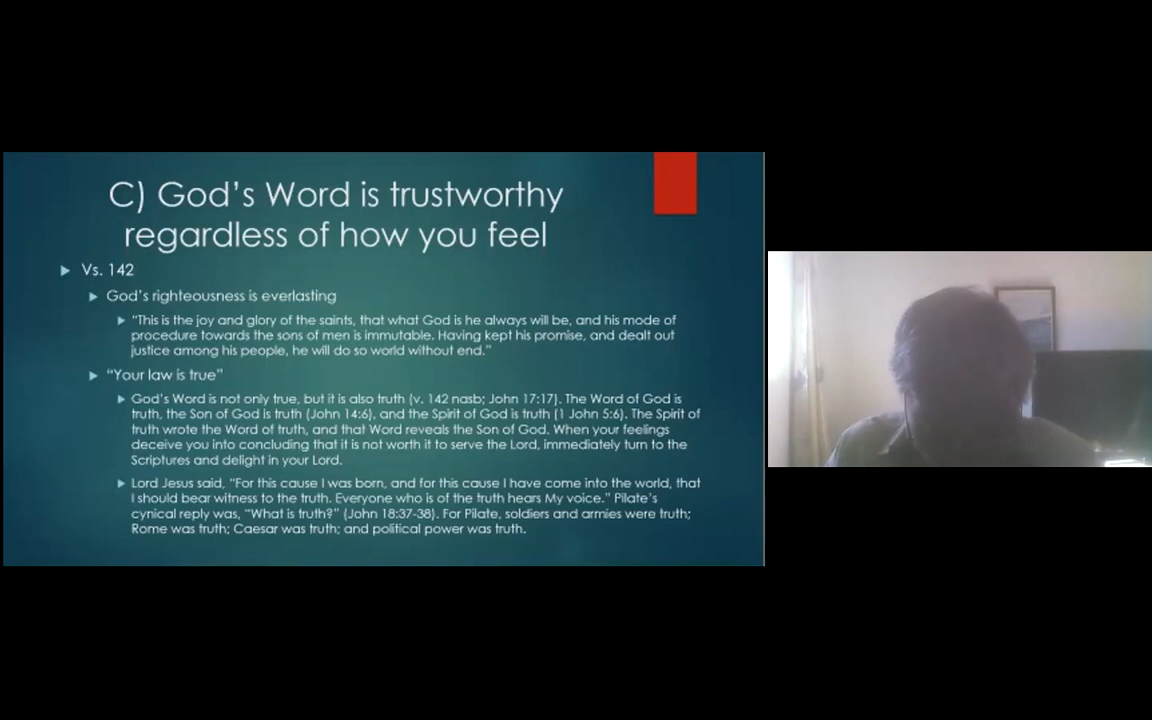 C) God's Word is trustworthy
regardless of how you feel
Vs. 142
God's righteousness is everlasting
"This is the joy and glory of the saints, that what God is he always will be, and his mode of
procedure towards the sons of men is immutable. Having kept his promise, and dealt out
justice among his people, he will do so world without end."
"Your law is true"
God's Word is not only true, but it is also truth (v. 142 nasb; John 17:17). The Word of God is
truth, the Son of God is truth (John 14:6), and the Spirit of God is truth (1 John 5:6). The Spirit of
truth wrote the Word of truth, and that Word reveals the Son of God. When your feelings
deceive you into concluding that it is not worth it to serve the Lord, immediately turn to the
Scriptures and delight in your Lord.
Lord Jesus said, "For this cause I was born, and for this cause I have come into the world, that
I should bear witness to the truth. Everyone who is of the truth hears My voice." Pilate's
cynical reply was, "What is truth?" (John 18:37-38). For Pilate, soldiers and armies were truth;
Rome was truth; Caesar was truth; and political power was truth.